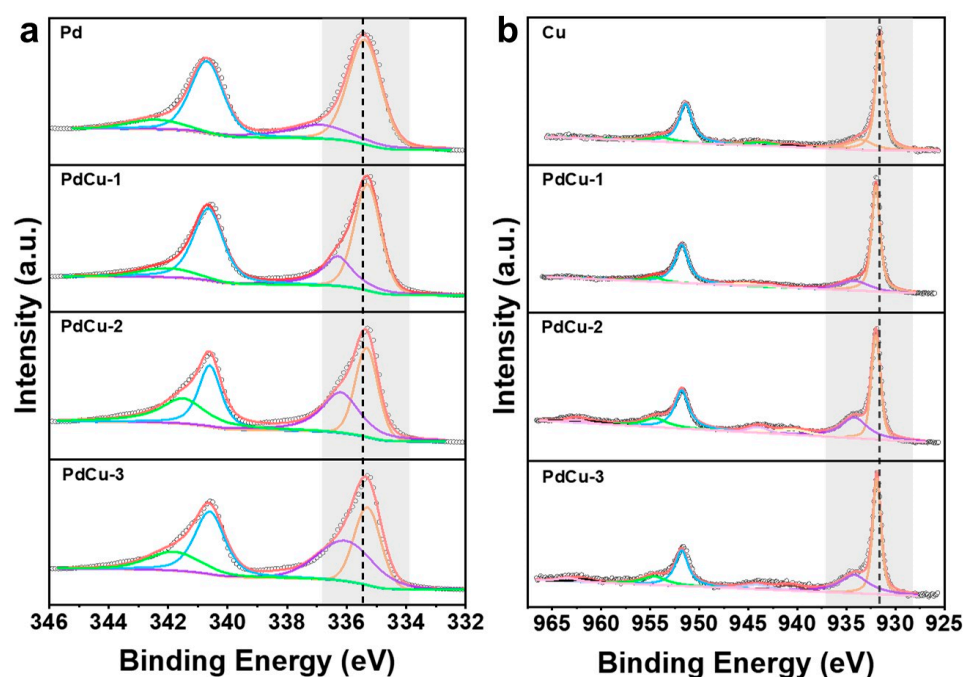 a
Pd
PdCu-1
PdCu-2
PdCu-3
Intensity (a.u.)
346 344 342 340 338 336 334 332
Binding Energy (eV)
b
Cu
PdCu-1
PdCu-2
PdCu-3
Intensity (a.u.)
965 960 955 950 945 940 935 930 925
Binding Energy (eV)